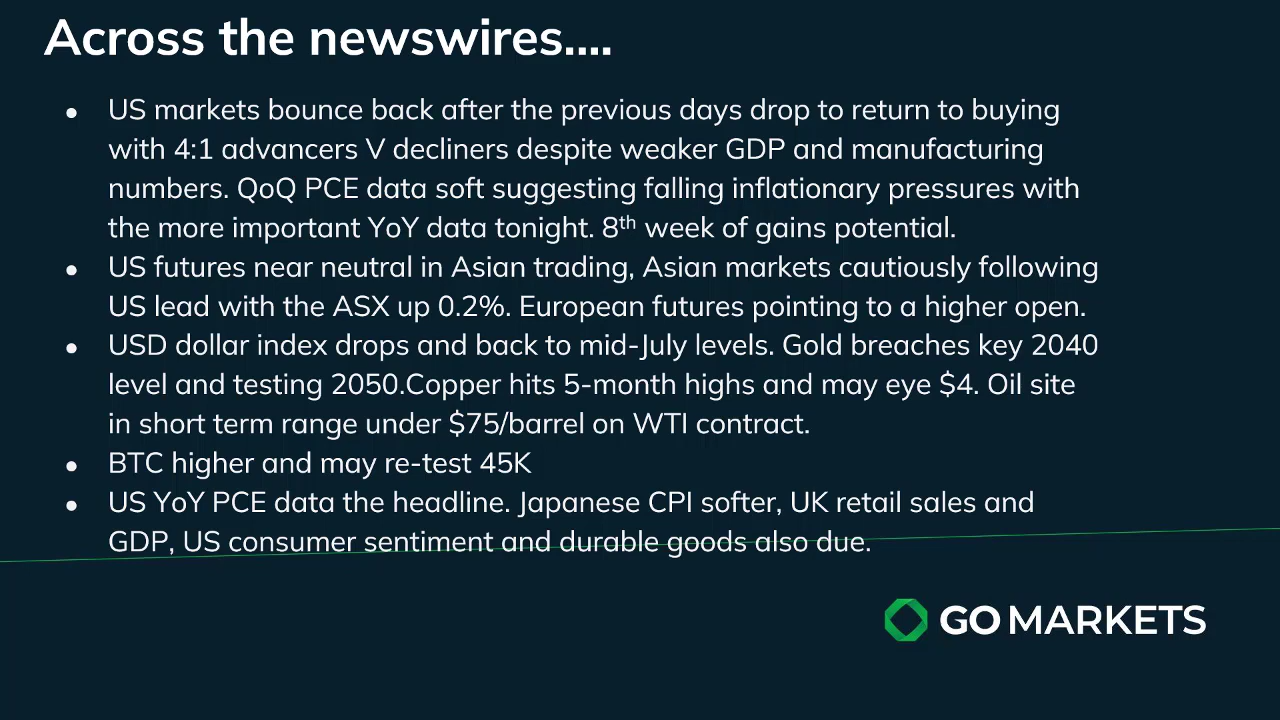 Across the newswires....
● US markets bounce back after the previous days drop to return to buying
with 4:1 advancers V decliners despite weaker GDP and manufacturing
numbers. QoQ PCE data soft suggesting falling inflationary pressures with
the more important YoY data tonight. 8th week of gains potential.
● US futures near neutral in Asian trading, Asian markets cautiously following
US lead with the ASX up 0.2%. European futures pointing to a higher open.
● USD dollar index drops and back to mid-July levels. Gold breaches key 2040
level and testing 2050.Copper hits 5-month highs and may eye $4. Oil site
in short term range under $75/barrel on WTI contract.
● BTC higher and may re-test 45K
● US YoY PCE data the headline. Japanese CPI softer, UK retail sales and
GDP, US consumer sentiment and durable goods also due.
GO MARKETS